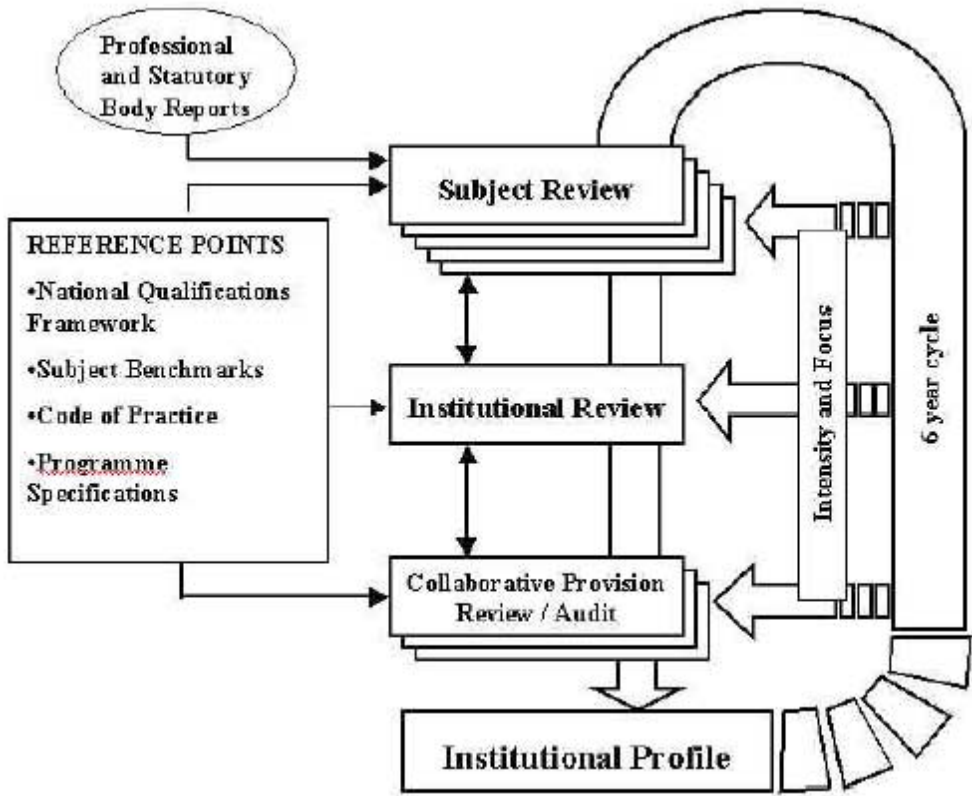 Professional
and Statutory
Body Reports
Subject Review
REFERENCE POINTS
•National Qualifications
Framework
•Subject Benchmarks
•Code of Practice
•Programme
Specifications
Institutional Review
Collaborative Provision
Review / Audit
Institutional Profile
Intensity and Focus
6 year cycle